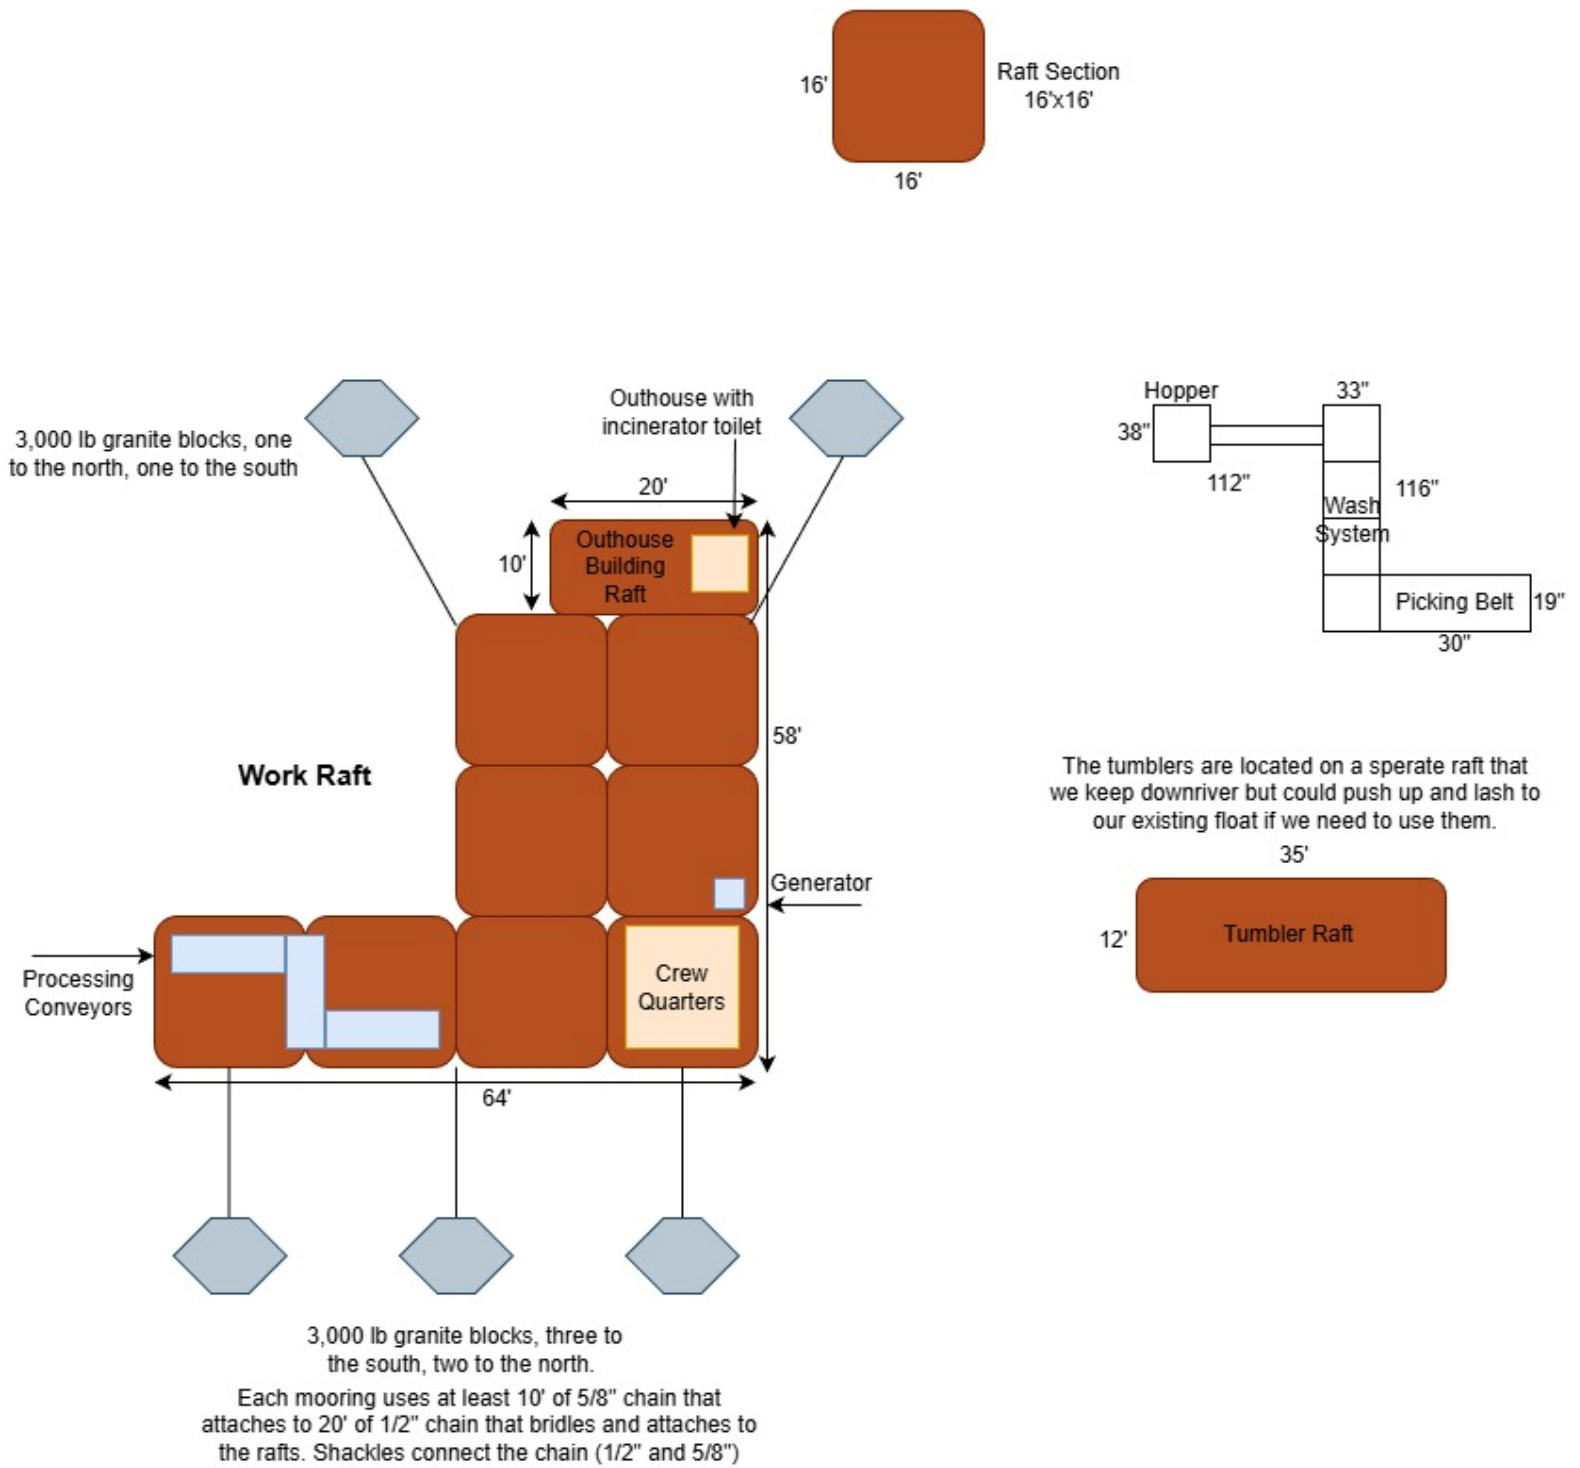 16'
Raft Section
16'x16'
16'
Outhouse with
incinerator toilet
3,000 lb granite blocks, one
to the north, one to the south
20'
10'
Outhouse
Building
Raft
58'
Work Raft
Generator
Processing
Conveyors
Crew
Quarters
64'
3,000 lb granite blocks, three to
the south, two to the north.
Each mooring uses at least 10' of 5/8" chain that
attaches to 20' of 1/2" chain that bridles and attaches to
the rafts. Shackles connect the chain (1/2" and 5/8")
Hopper
33"
38"
112"
116"
Wash
System
Picking Belt
19"
30"
The tumblers are located on a sperate raft that
we keep downriver but could push up and lash to
our existing float if we need to use them.
35'
12'
Tumbler Raft